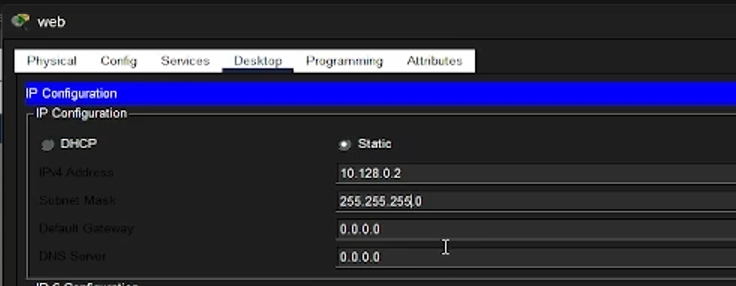 web
Physical Config Services Desktop Programming Attributes
IP Configuration
IP Configuration
DHCP Static
IPv4 Address 10.128.0.2
Subnet Mask 255.255.255.0
Default Gateway 0.0.0.0
DNS Server 0.0.0.0